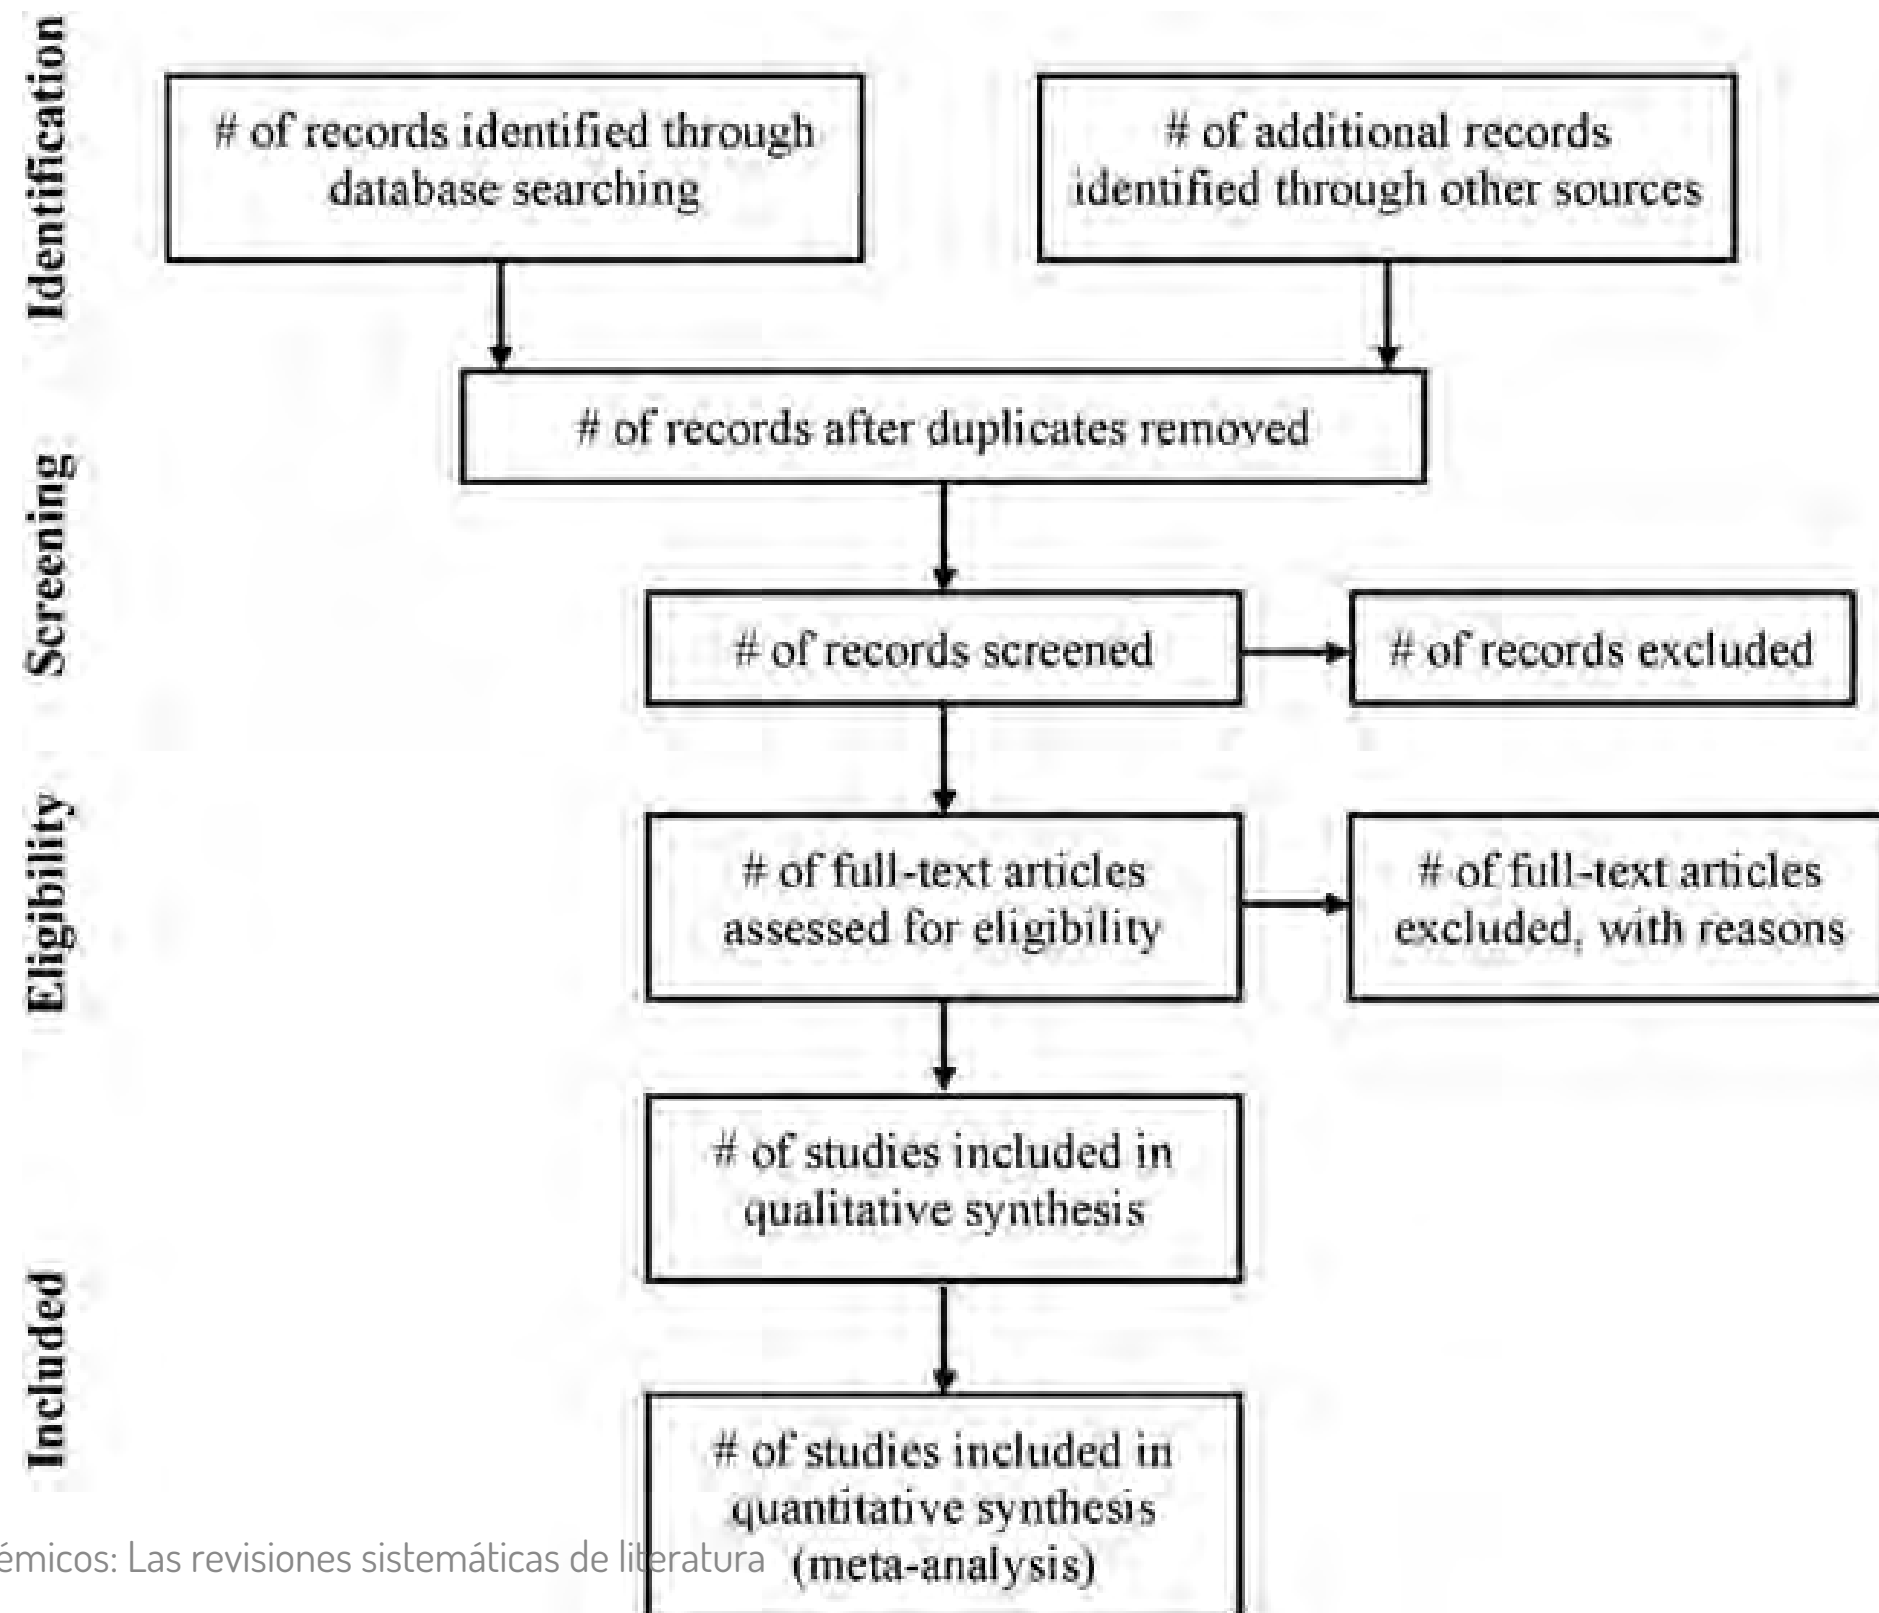 Identification
# of records identified through
database searching
# of additional records
identified through other sources
# of records after duplicates removed
Screening
# of records screened
# of records excluded
Eligibility
# of full-text articles
assessed for eligibility
# of full-text articles
excluded, with reasons
# of studies included in
qualitative synthesis
Included
# of studies included in
quantitative synthesis
(meta-analysis)
émicos: Las revisiones sistemáticas de literatura